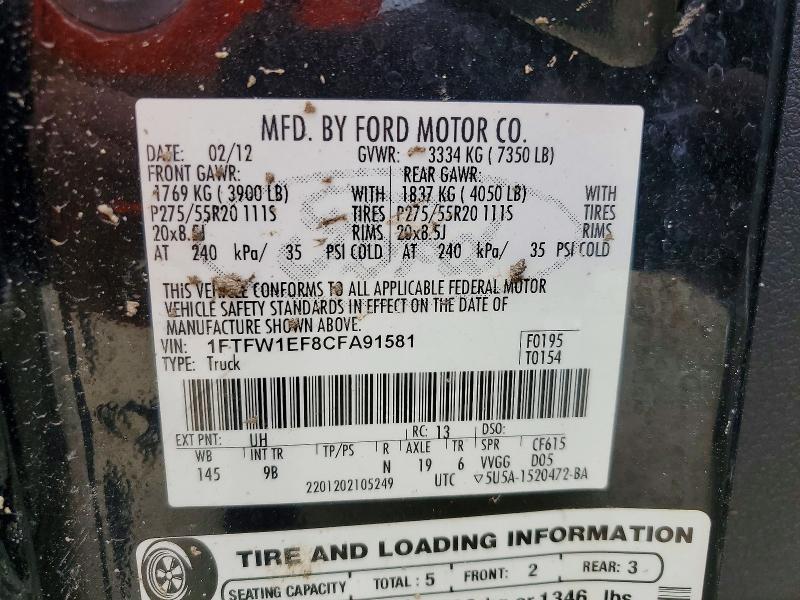 MFD. BY FORD MOTOR CO.
DATE: 02/12 GVWR: 3334 KG ( 7350 LB)
FRONT GAWR: REAR GAWR:
1769 KG ( 3900 LB) WITH 1837 KG ( 4050 LB) WITH
P275/55R20 111S TIRES P275/55R20 111S TIRES
20x8.5J RIMS 20x8.5J RIMS
AT 240 kPa/ 35 PSI COLD AT 240 kPa/ 35 PSI COLD
THIS VEHICLE CONFORMS TO ALL APPLICABLE FEDERAL MOTOR
VEHICLE SAFETY STANDARDS IN EFFECT ON THE DATE OF
MANUFACTURE SHOWN ABOVE.
VIN: 1FTFW1EF8CFA91581 F0195
TYPE: Truck T0154
EXT PNT: UH RC: 13 DSO:
WB INT TR TP/PS R AXLE TR SPR CF615
145 9B N 19 6 VVGG D05
2201202105249 UTC ▽5U5A-1520472-BA
TIRE AND LOADING INFORMATION
SEATING CAPACITY TOTAL : 5 FRONT: 2 REAR: 3
or 1346 lbs.